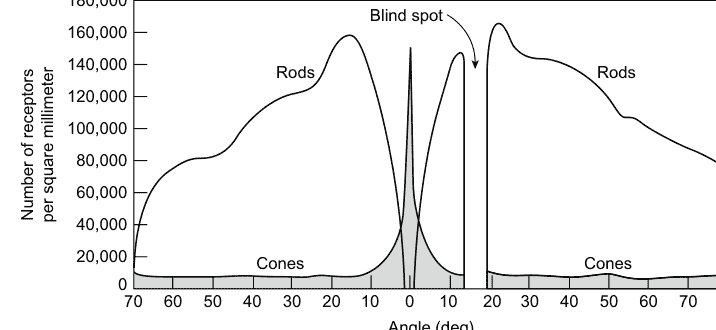 180,000
Blind spot
160,000
140,000
Rods
Rods
120,000
100,000
80,000
60,000
40,000
20,000
Cones
Cones
0
Number of receptors
per square millimeter
70 60 50 40 30 20 10 0 10 20 30 40 50 60 70
Angle (deg)